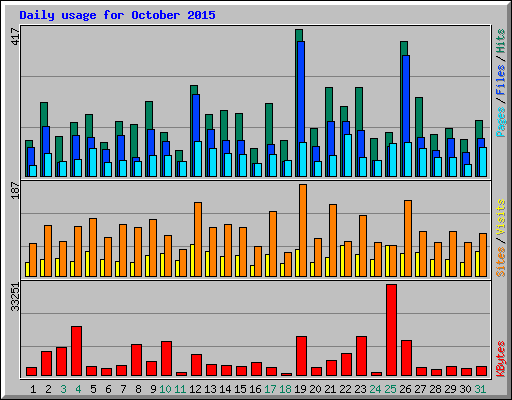 Daily usage for October 2015
417
Pages / Files / Hits
187
Sites / Visits
33251
KBytes
1 2 3 4 5 6 7 8 9 10 11 12 13 14 15 16 17 18 19 20 21 22 23 24 25 26 27 28 29 30 31